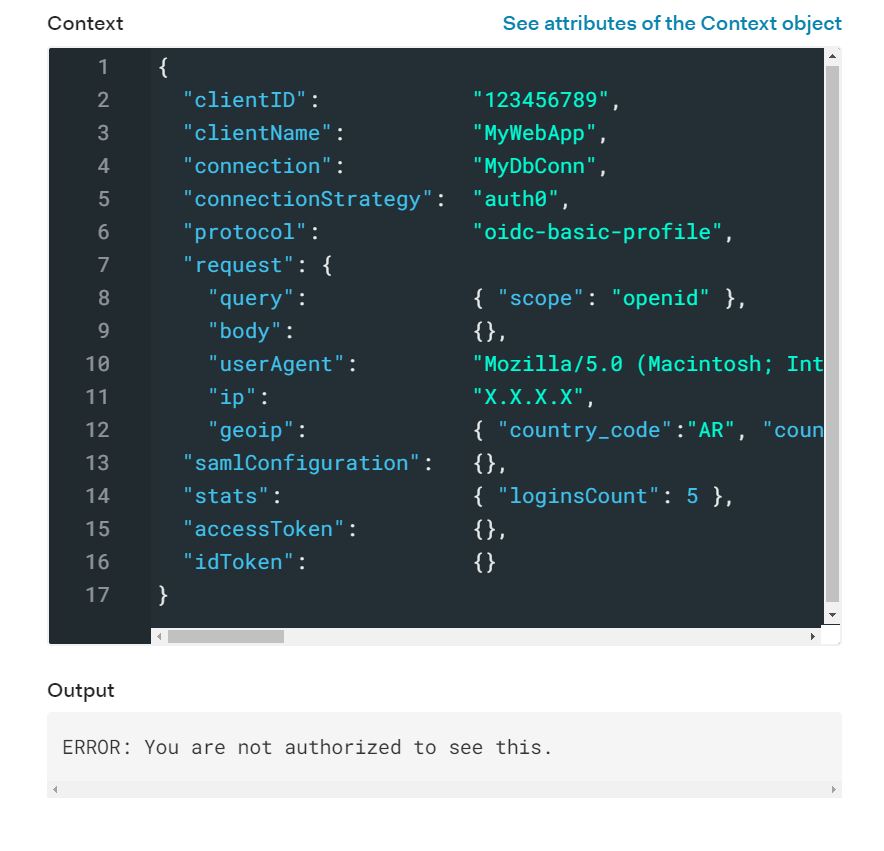 Context See attributes of the Context object
1 {
2 "clientID": "123456789",
3 "clientName": "MyWebApp",
4 "connection": "MyDbConn",
5 "connectionStrategy": "auth0",
6 "protocol": "oidc-basic-profile",
7 "request": {
8 "query": { "scope": "openid" },
9 "body": {},
10 "userAgent": "Mozilla/5.0 (Macintosh; Int
11 "ip": "X.X.X.X",
12 "geoip": { "country_code":"AR", "coun
13 "samlConfiguration": {},
14 "stats": { "loginsCount": 5 },
15 "accessToken": {},
16 "idToken": {}
17 }
Output
ERROR: You are not authorized to see this.